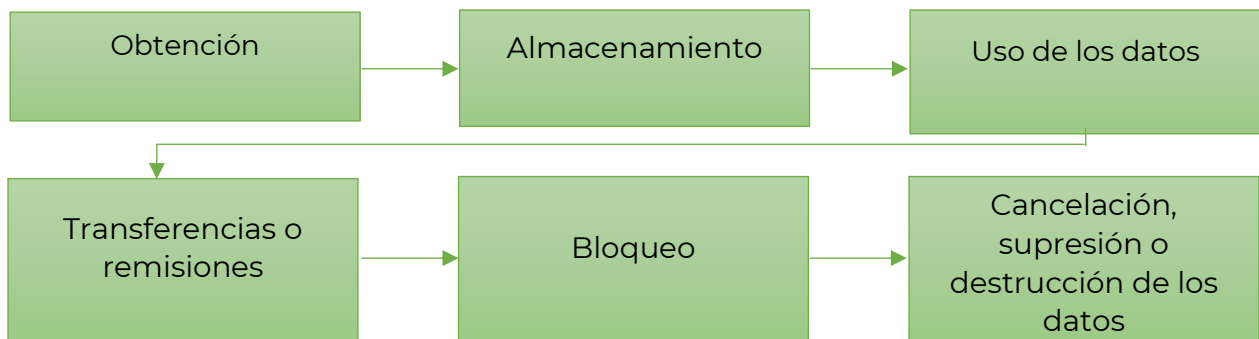 Obtención
Almacenamiento
Uso de los datos
Transferencias o
remisiones
Bloqueo
Cancelación,
supresión o
destrucción de los
datos